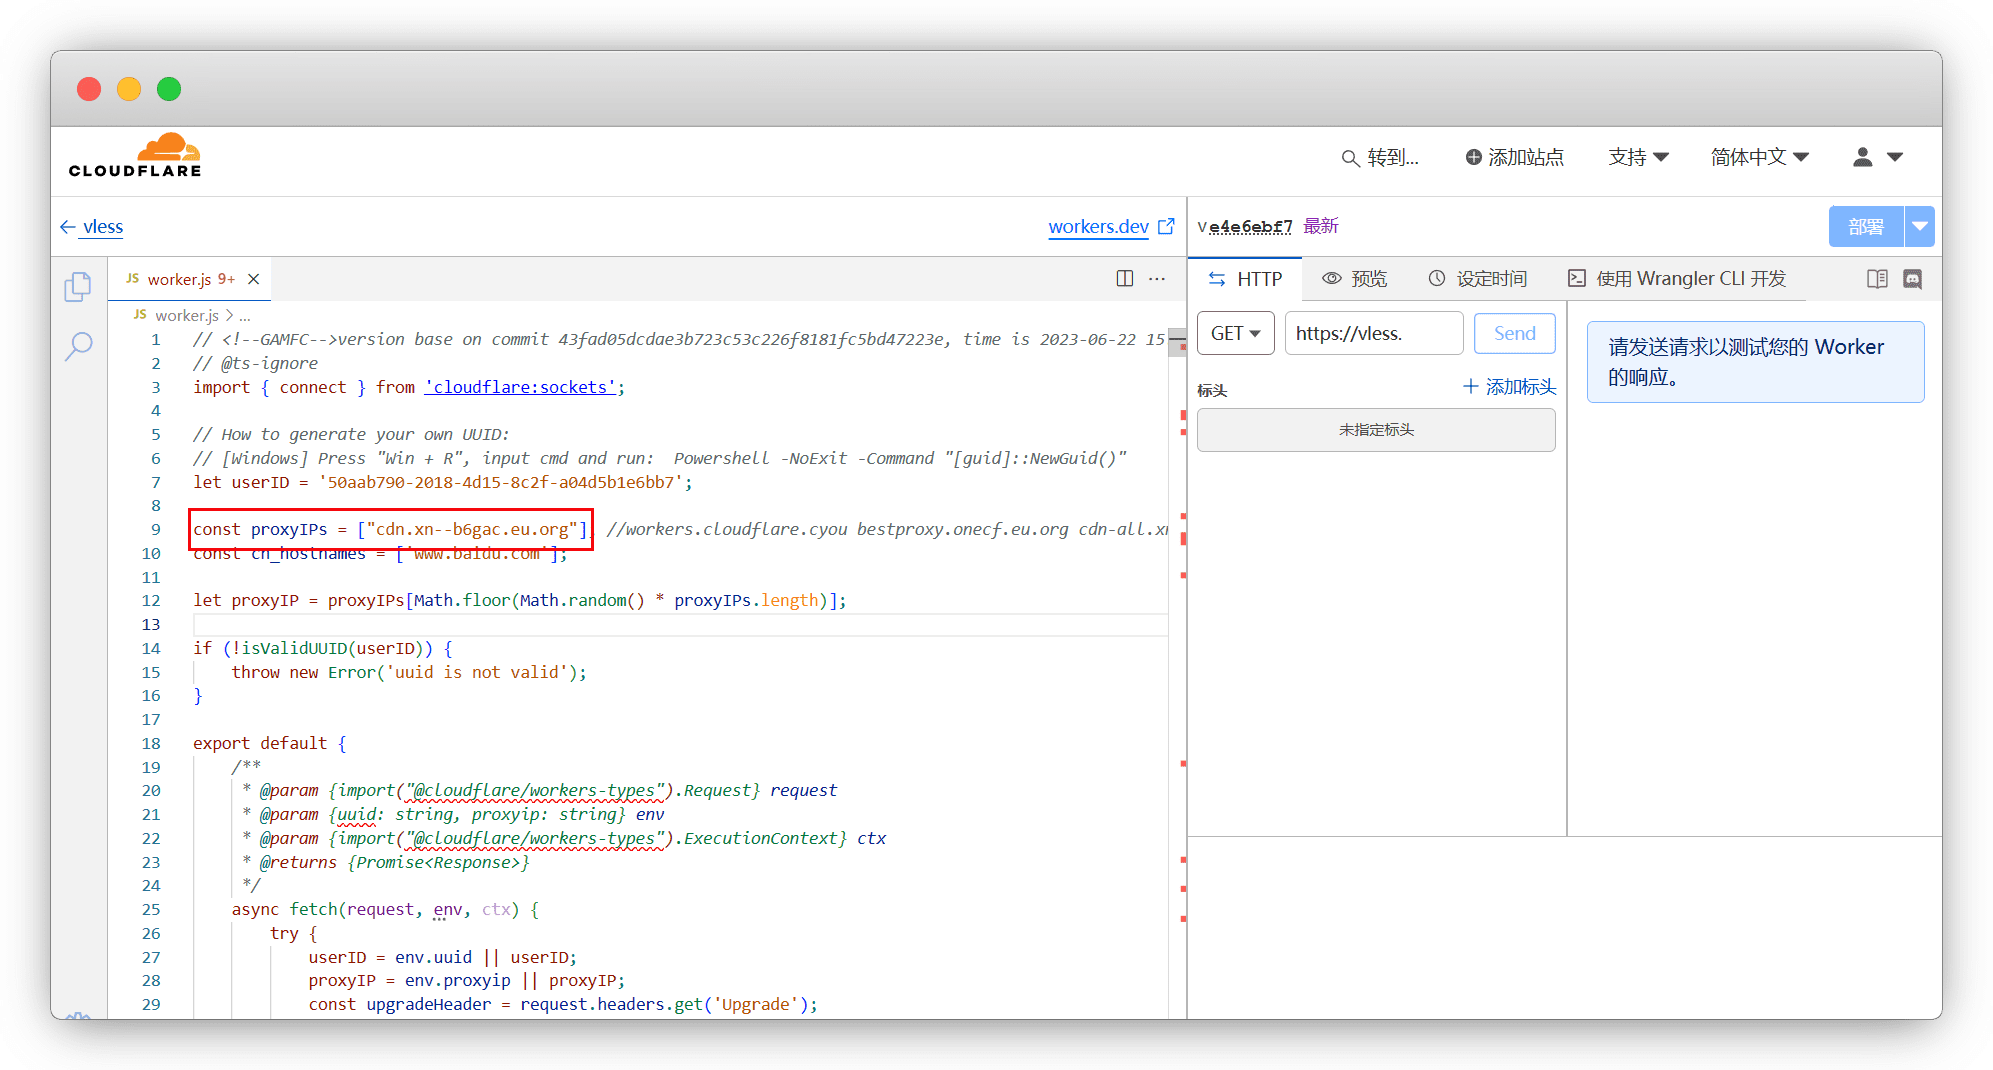 CLOUDFLARE
转到...
添加站点
支持
简体中文
vless
workers.dev
ve4e6ebf7 最新
部署
JS worker.js 9+
HTTP
预览
设定时间
使用 Wrangler CLI 开发
JS worker.js > ...
GET
https://vless.
Send
请发送请求以测试您的 Worker
的响应。
标头
添加标头
未指定标头
1 // <!--GAMFC-->version base on commit 43fad05dcdae3b723c53c226f8181fc5bd47223e, time is 2023-06-22 15
2 // @ts-ignore
3 import { connect } from 'cloudflare:sockets';
4
5 // How to generate your own UUID:
6 // [Windows] Press "Win + R", input cmd and run:  Powershell -NoExit -Command "[guid]::NewGuid()"
7 let userID = '50aab790-2018-4d15-8c2f-a04d5b1e6bb7';
8
9 const proxyIPs = ["cdn.xn--b6gac.eu.org"] //workers.cloudflare.cyou bestproxy.onecf.eu.org cdn-all.xn
10 const cn_hostnames = ['www.baidu.com'];
11
12 let proxyIP = proxyIPs[Math.floor(Math.random() * proxyIPs.length)];
13
14 if (!isValidUUID(userID)) {
15 throw new Error('uuid is not valid');
16 }
17
18 export default {
19 /**
20 * @param {import("@cloudflare/workers-types").Request} request
21 * @param {uuid: string, proxyip: string} env
22 * @param {import("@cloudflare/workers-types").ExecutionContext} ctx
23 * @returns {Promise<Response>}
24 */
25 async fetch(request, env, ctx) {
26 try {
27 userID = env.uuid || userID;
28 proxyIP = env.proxyip || proxyIP;
29 const upgradeHeader = request.headers.get('Upgrade');